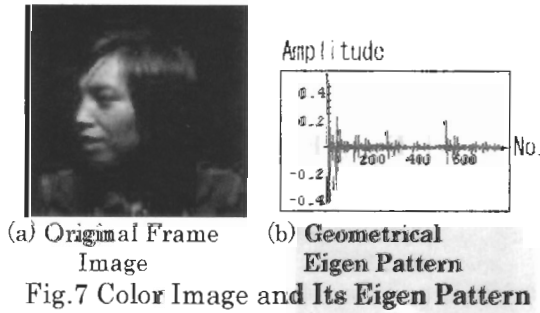 Amplitude
0.4
0.2
200 400 600
No.
-0.2
-0.4
(a) Original Frame
Image
(b) Geometrical
Eigen Pattern
Fig.7 Color Image and Its Eigen Pattern